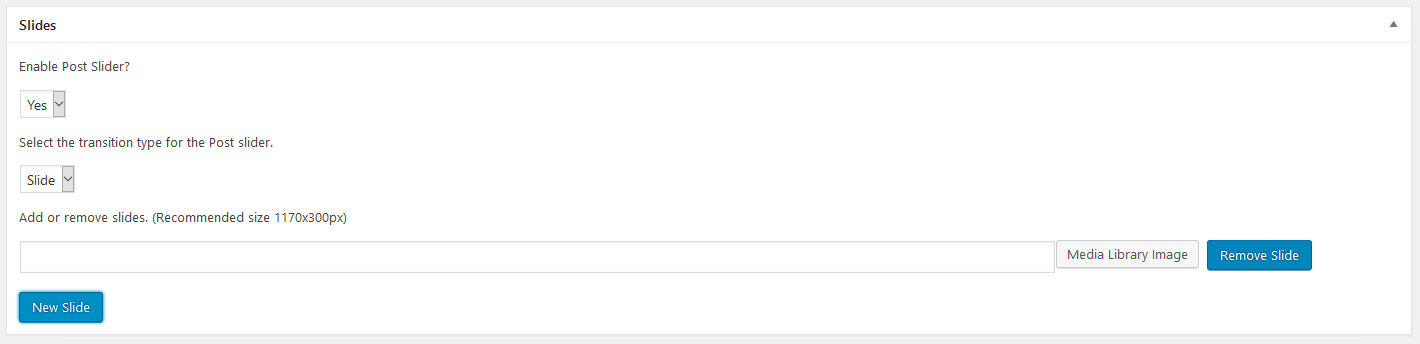 Slides
Enable Post Slider?
Yes
Select the transition type for the Post slider.
Slide
Add or remove slides. (Recommended size 1170x300px)
Media Library Image Remove Slide
New Slide